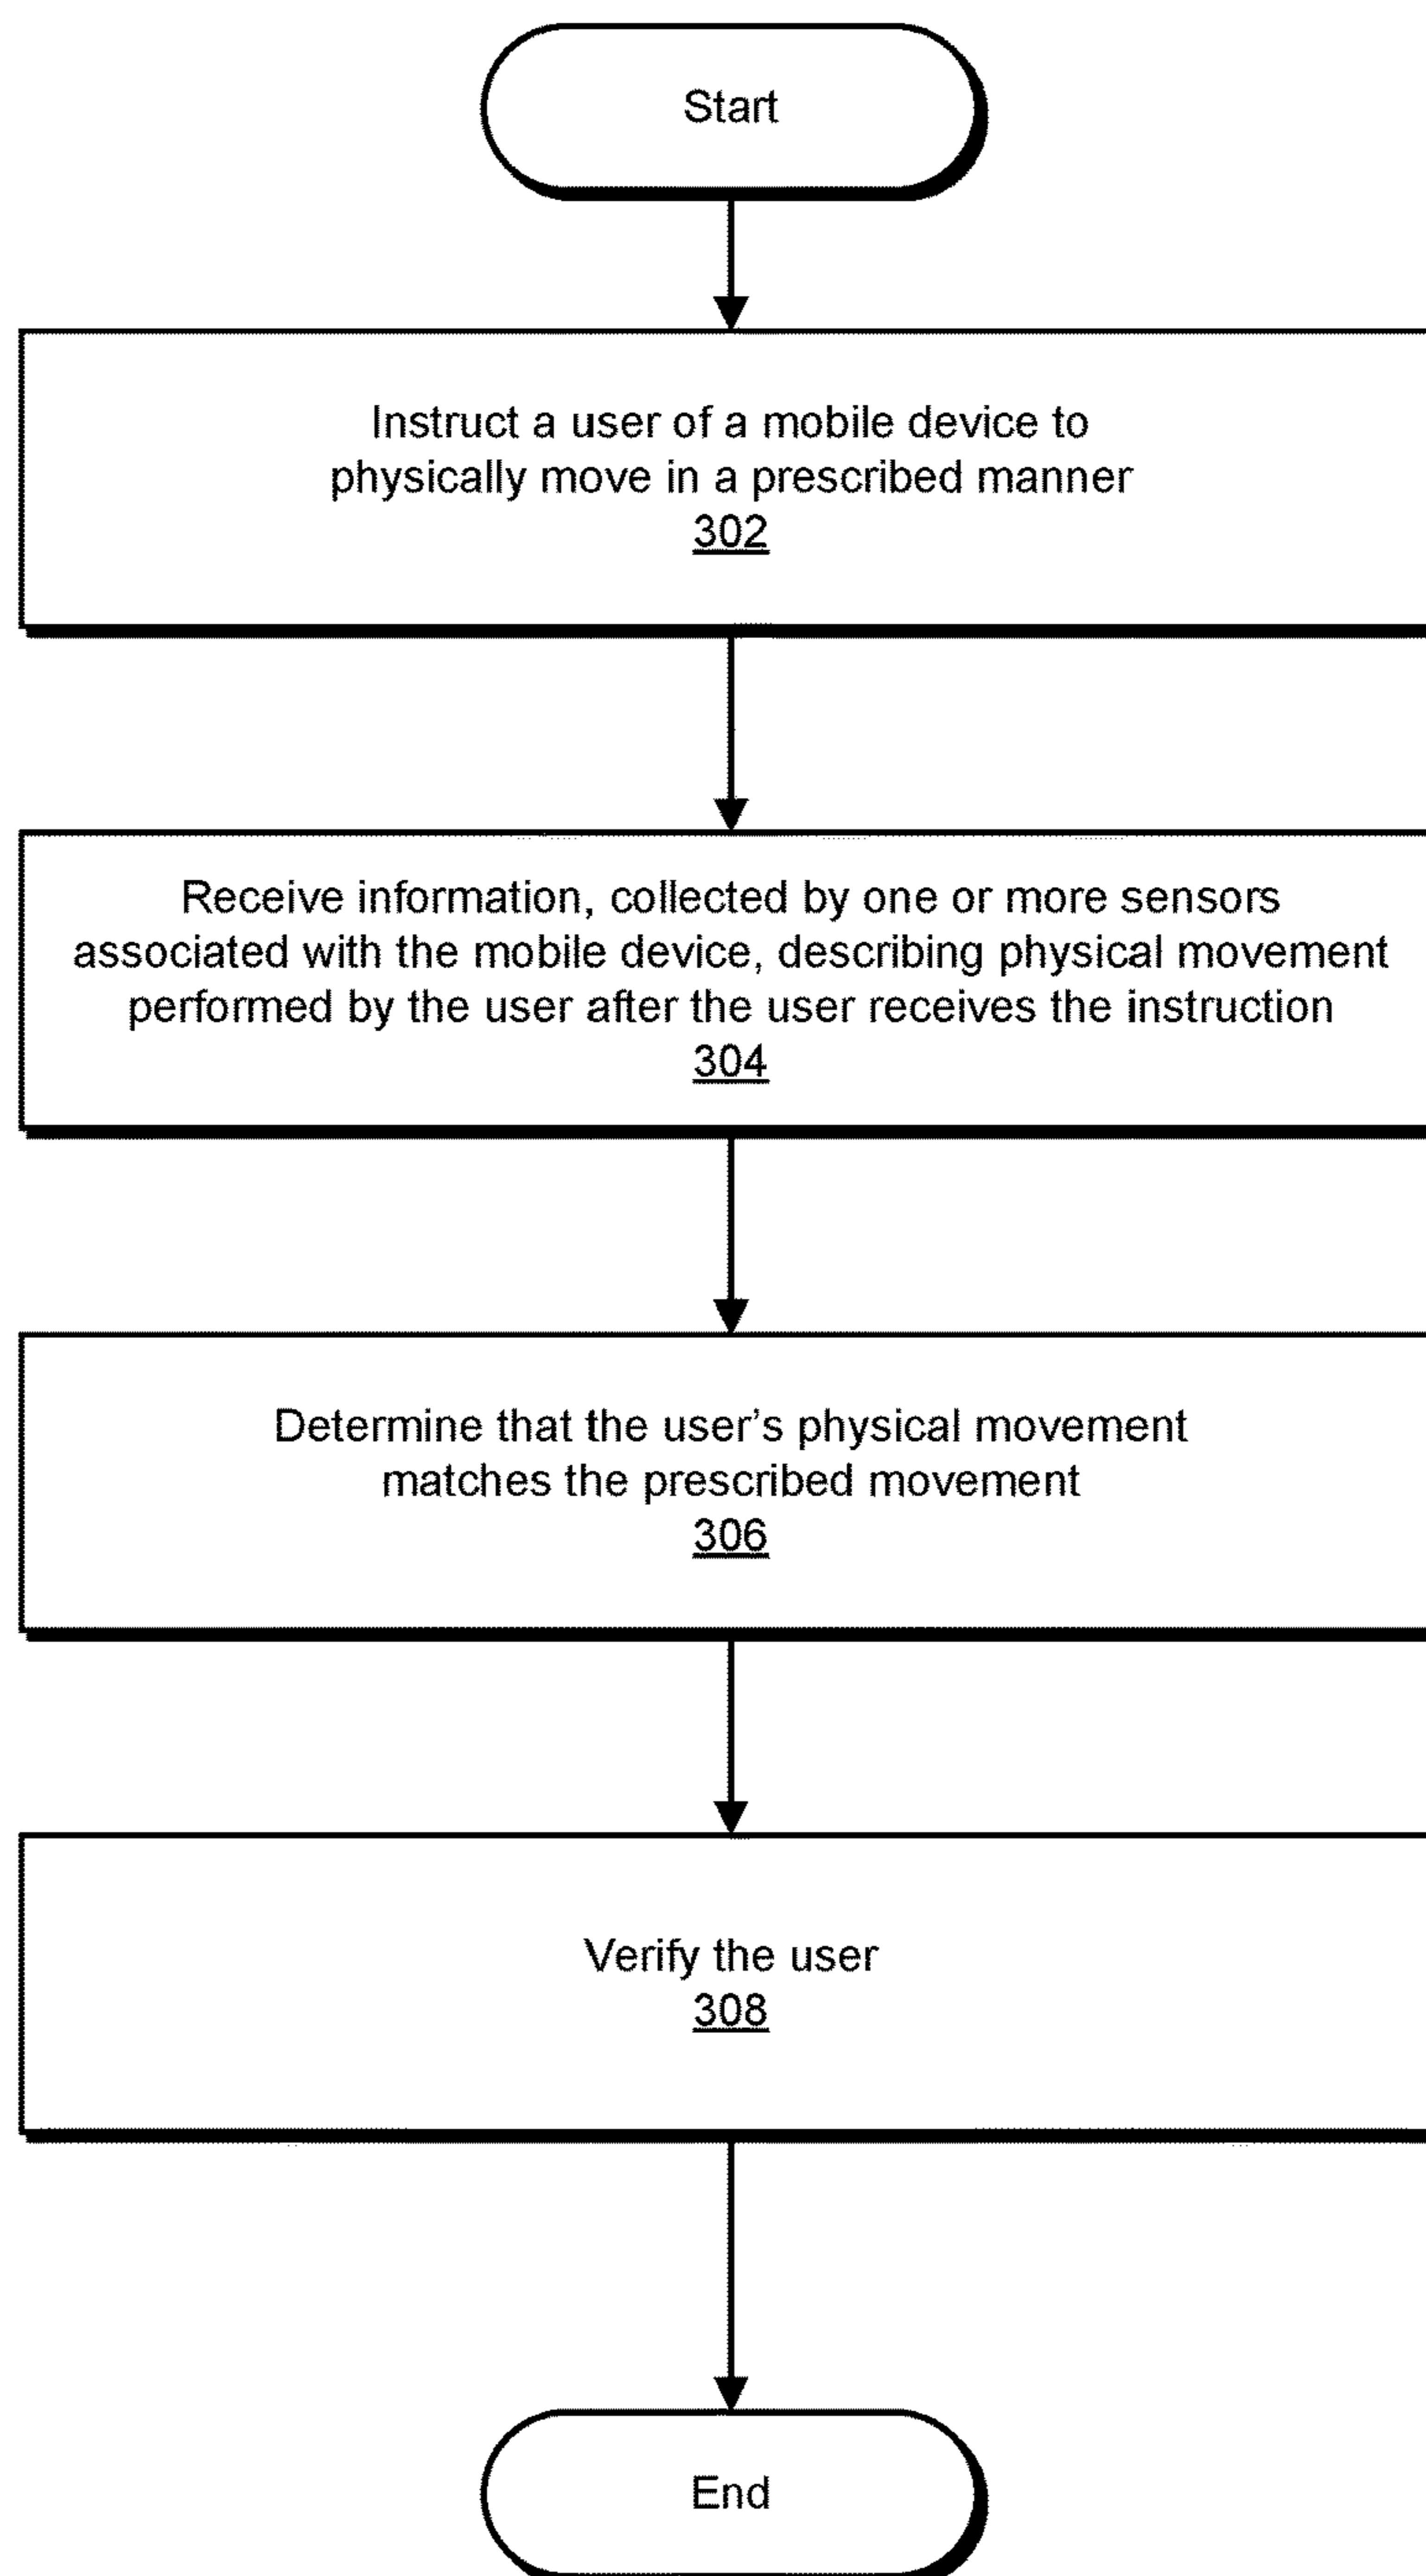 Start
Instruct a user of a mobile device to
physically move in a prescribed manner
302
Receive information, collected by one or more sensors
associated with the mobile device, describing physical movement
performed by the user after the user receives the instruction
304
Determine that the user's physical movement
matches the prescribed movement
306
Verify the user
308
End